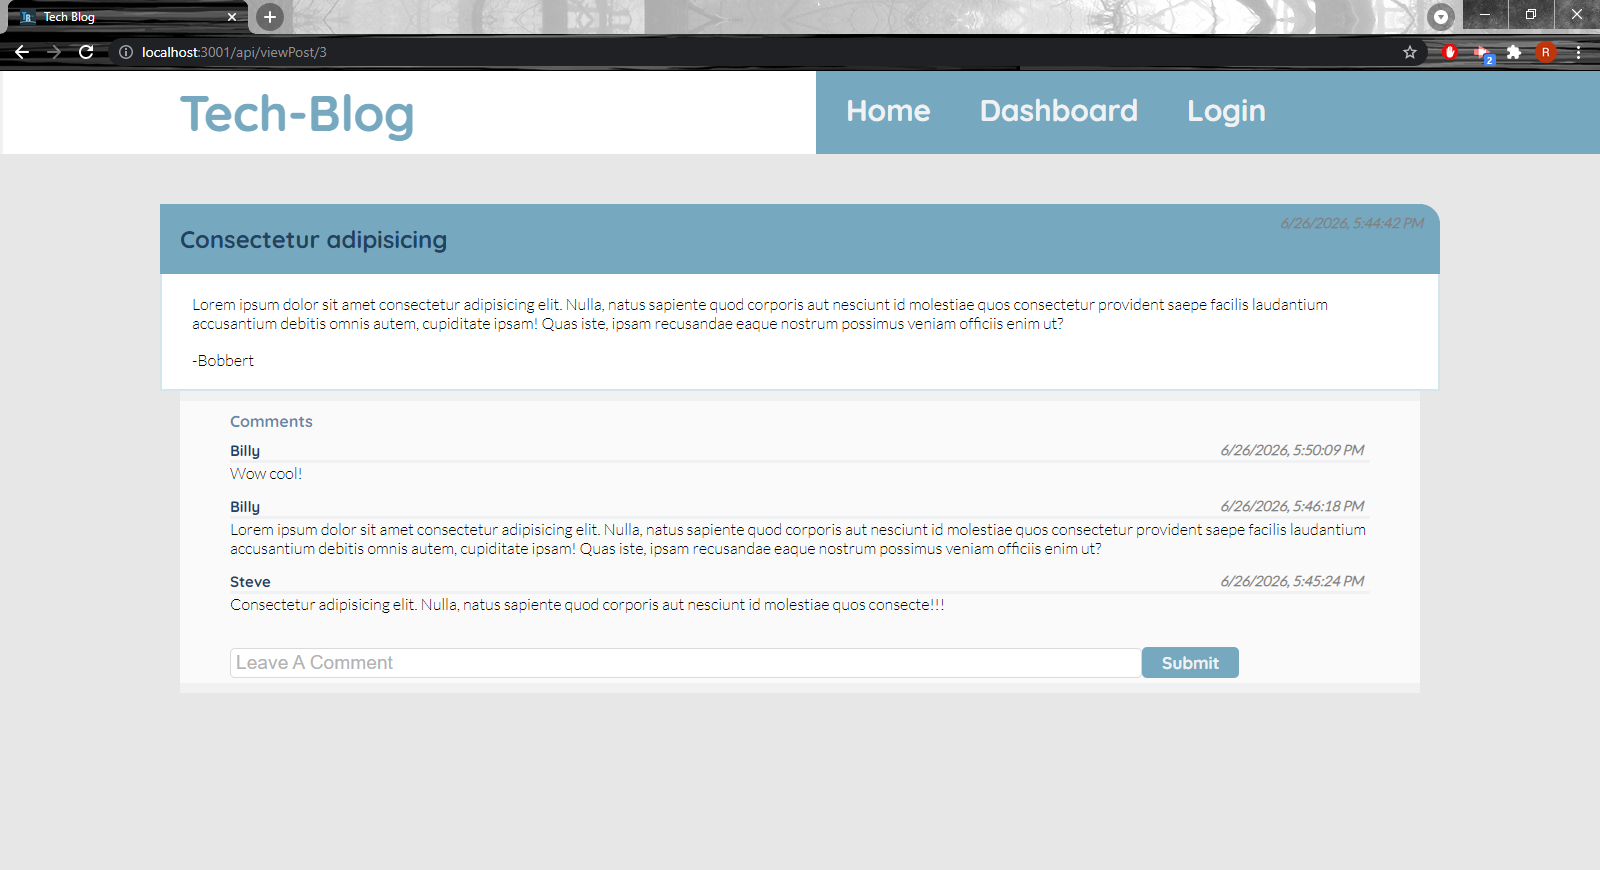 Tech Blog
localhost:3001/api/viewPost/3
R
2
Tech-Blog
Home Dashboard Login
6/26/2026, 5:44:42 PM
Consectetur adipisicing
Lorem ipsum dolor sit amet consectetur adipisicing elit. Nulla, natus sapiente quod corporis aut nesciunt id molestiae quos consectetur provident saepe facilis laudantium
accusantium debitis omnis autem, cupiditate ipsam! Quas iste, ipsam recusandae eaque nostrum possimus veniam officiis enim ut?
-Bobbert
Comments
Billy 6/26/2026, 5:50:09 PM
Wow cool!
Billy 6/26/2026, 5:46:18 PM
Lorem ipsum dolor sit amet consectetur adipisicing elit. Nulla, natus sapiente quod corporis aut nesciunt id molestiae quos consectetur provident saepe facilis laudantium
accusantium debitis omnis autem, cupiditate ipsam! Quas iste, ipsam recusandae eaque nostrum possimus veniam officiis enim ut?
Steve 6/26/2026, 5:45:24 PM
Consectetur adipisicing elit. Nulla, natus sapiente quod corporis aut nesciunt id molestiae quos consecte!!!
Leave A Comment Submit